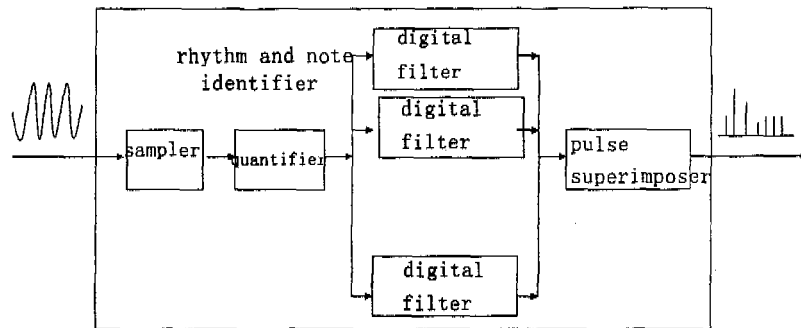 rhythm and note
identifier
digital
filter
digital
filter
sampler
quantifier
pulse
superimposer
digital
filter